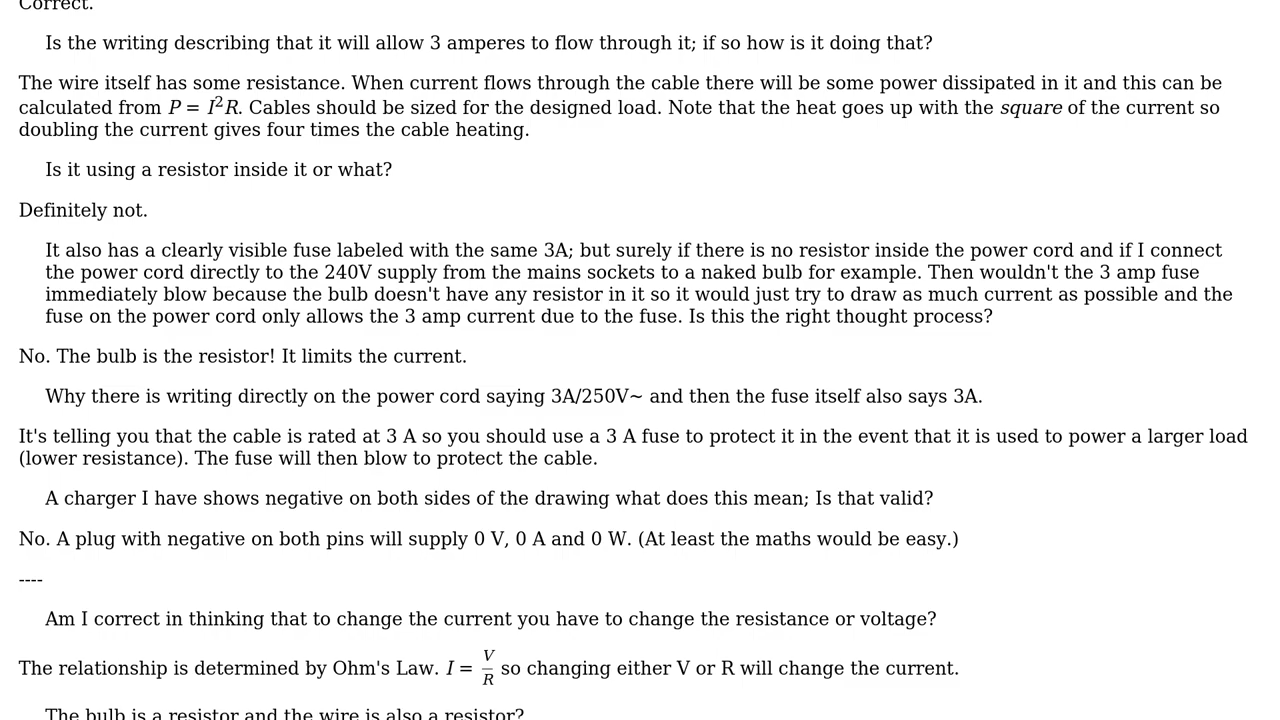 Correct.
Is the writing describing that it will allow 3 amperes to flow through it; if so how is it doing that?
The wire itself has some resistance. When current flows through the cable there will be some power dissipated in it and this can be
calculated from P = I²R. Cables should be sized for the designed load. Note that the heat goes up with the square of the current so
doubling the current gives four times the cable heating.
Is it using a resistor inside it or what?
Definitely not.
It also has a clearly visible fuse labeled with the same 3A; but surely if there is no resistor inside the power cord and if I connect
the power cord directly to the 240V supply from the mains sockets to a naked bulb for example. Then wouldn't the 3 amp fuse
immediately blow because the bulb doesn't have any resistor in it so it would just try to draw as much current as possible and the
fuse on the power cord only allows the 3 amp current due to the fuse. Is this the right thought process?
No. The bulb is the resistor! It limits the current.
Why there is writing directly on the power cord saying 3A/250V~ and then the fuse itself also says 3A.
It's telling you that the cable is rated at 3 A so you should use a 3 A fuse to protect it in the event that it is used to power a larger load
(lower resistance). The fuse will then blow to protect the cable.
A charger I have shows negative on both sides of the drawing what does this mean; Is that valid?
No. A plug with negative on both pins will supply 0 V, 0 A and 0 W. (At least the maths would be easy.)
----
Am I correct in thinking that to change the current you have to change the resistance or voltage?
The relationship is determined by Ohm's Law. I = V/R so changing either V or R will change the current.
The bulb is a resistor and the wire is also a resistor?